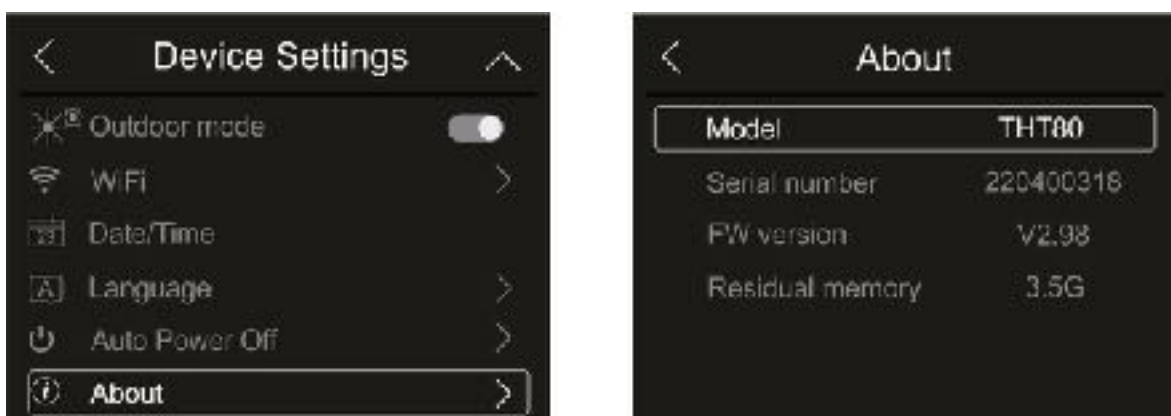 Device Settings
Outdoor mode
WiFi
Date/Time
Language
Auto Power Off
About
About
Model THT80
Serial number 220400318
FW version V2.98
Residual memory 3.5G